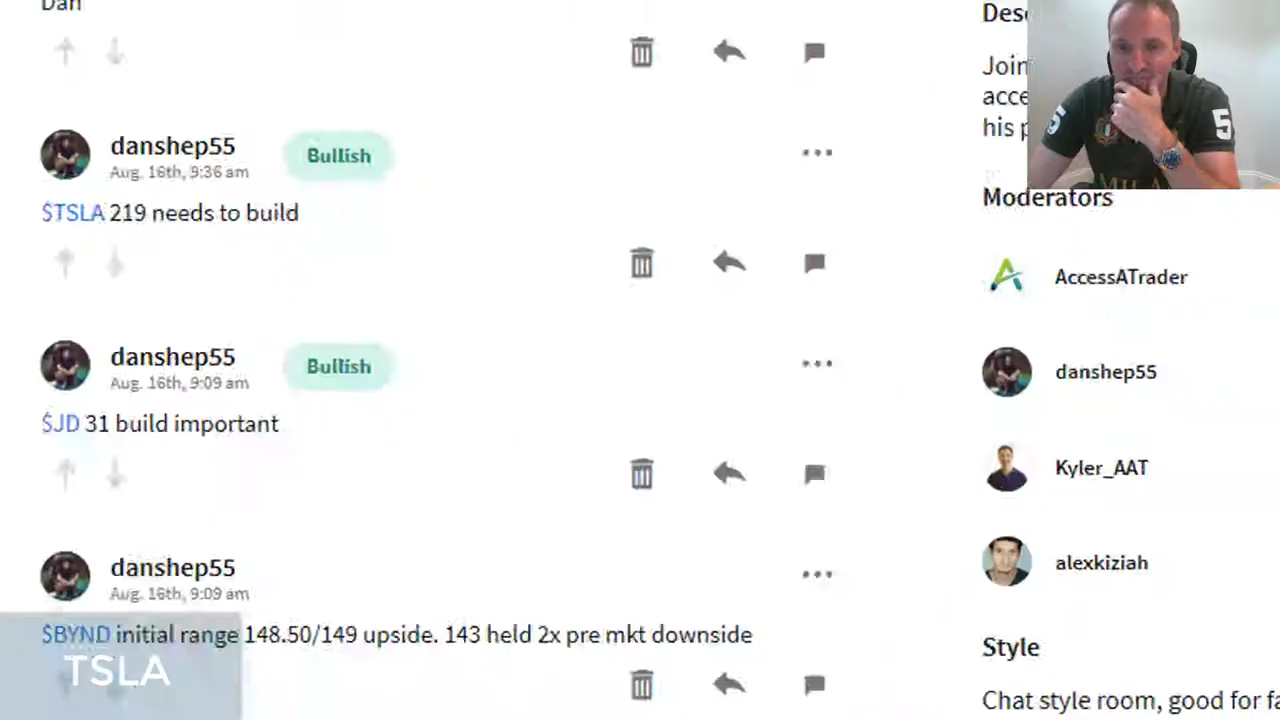 Dan
danshep55 Bullish
Aug. 16th, 9:36 am
$TSLA 219 needs to build
danshep55 Bullish
Aug. 16th, 9:09 am
$JD 31 build important
danshep55
Aug. 16th, 9:09 am
$BYND initial range 148.50/149 upside. 143 held 2x pre mkt downside
TSLA
Join
acce
his p
5
5
Moderators
AccessATrader
danshep55
Kyler_AAT
alexkiziah
Style
Chat style room, good for fa